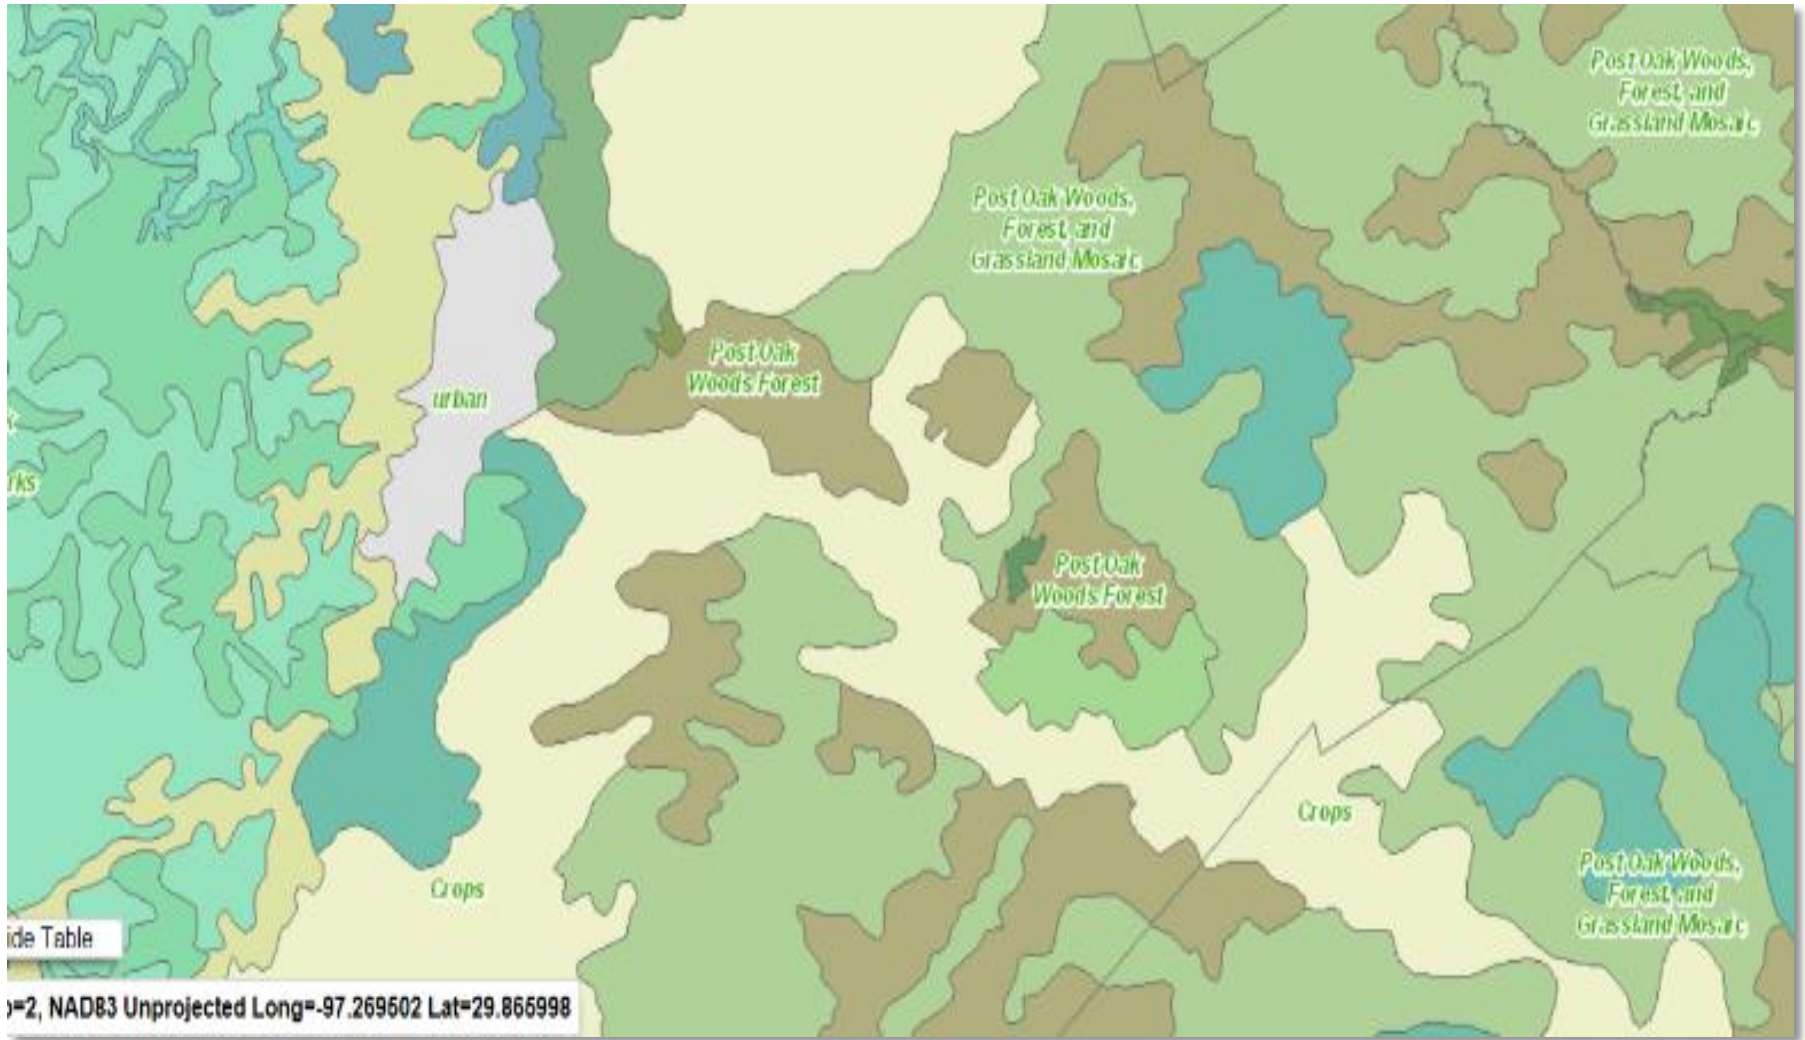 Post Oak Woods,
Forest, and
Grassland Mosaic
Post Oak Woods,
Forest, and
Grassland Mosaic
Post Oak
Woods Forest
urban
rks
Post Oak
Woods Forest
Crops
Crops
Post Oak Woods,
Forest, and
Grassland Mosaic
ide Table
=2, NAD83 Unprojected Long=-97.269502 Lat=29.865998